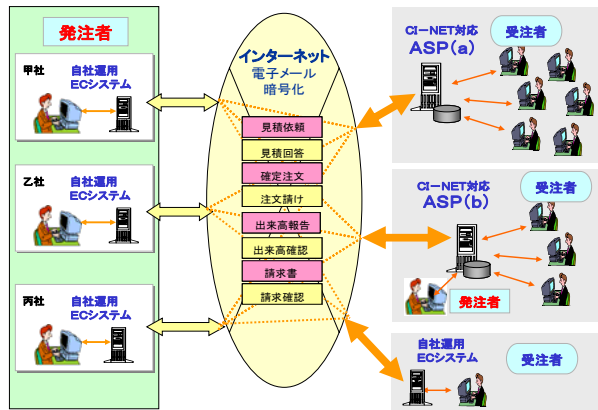 発注者
甲社
自社運用
ECシステム
乙社
自社運用
ECシステム
丙社
自社運用
ECシステム
インターネット
電子メール
暗号化
見積依頼
見積回答
確定注文
注文請け
出来高報告
出来高確認
請求書
請求確認
CI-NET対応
ASP(a)
受注者
CI-NET対応
ASP(b)
受注者
発注者
自社運用
ECシステム
受注者